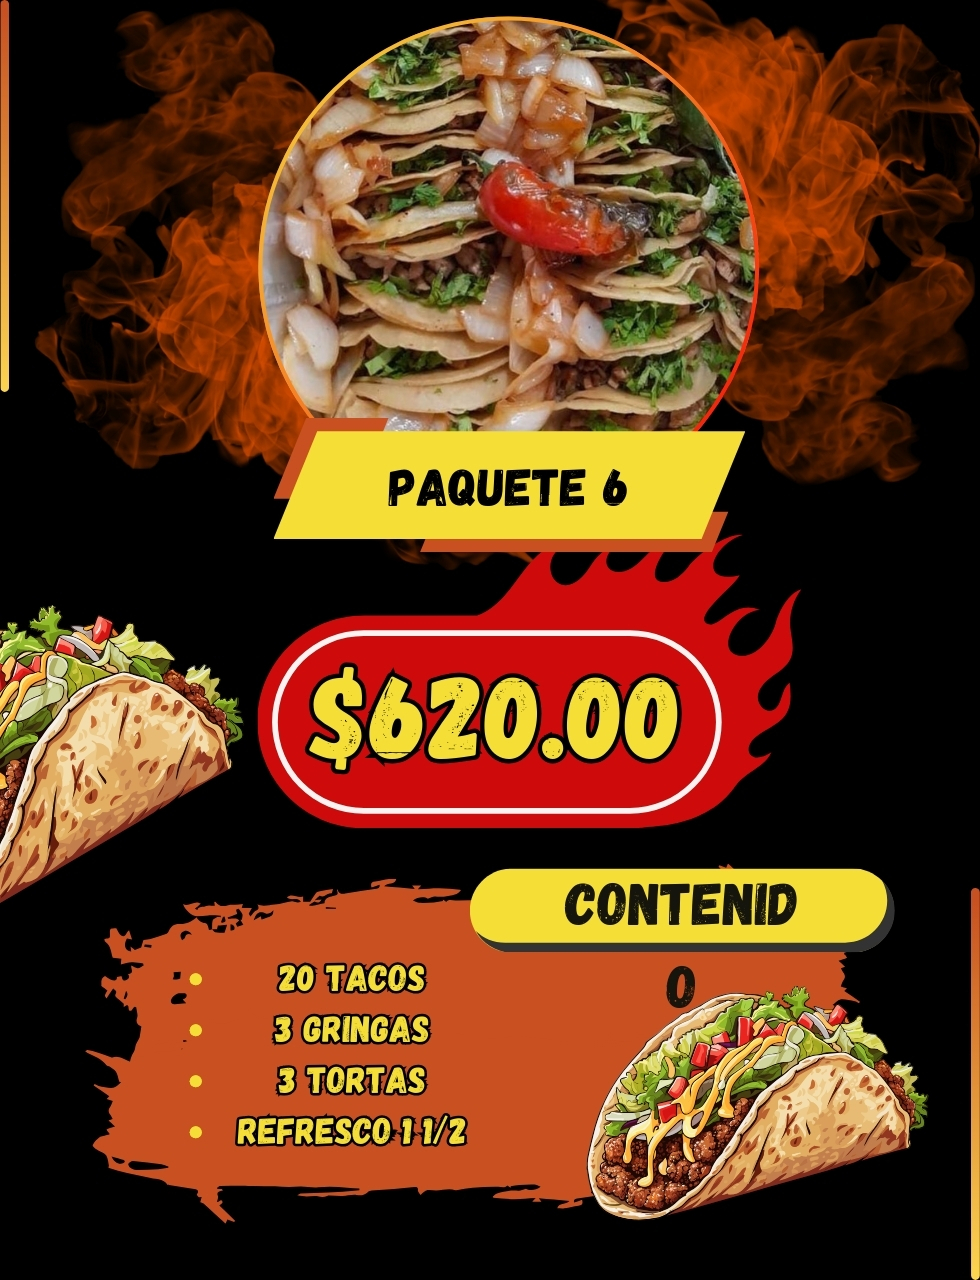 PAQUETE 6
$620.00
CONTENID
O
20 TACOS
3 GRINGAS
3 TORTAS
REFRESCO 1 1/2